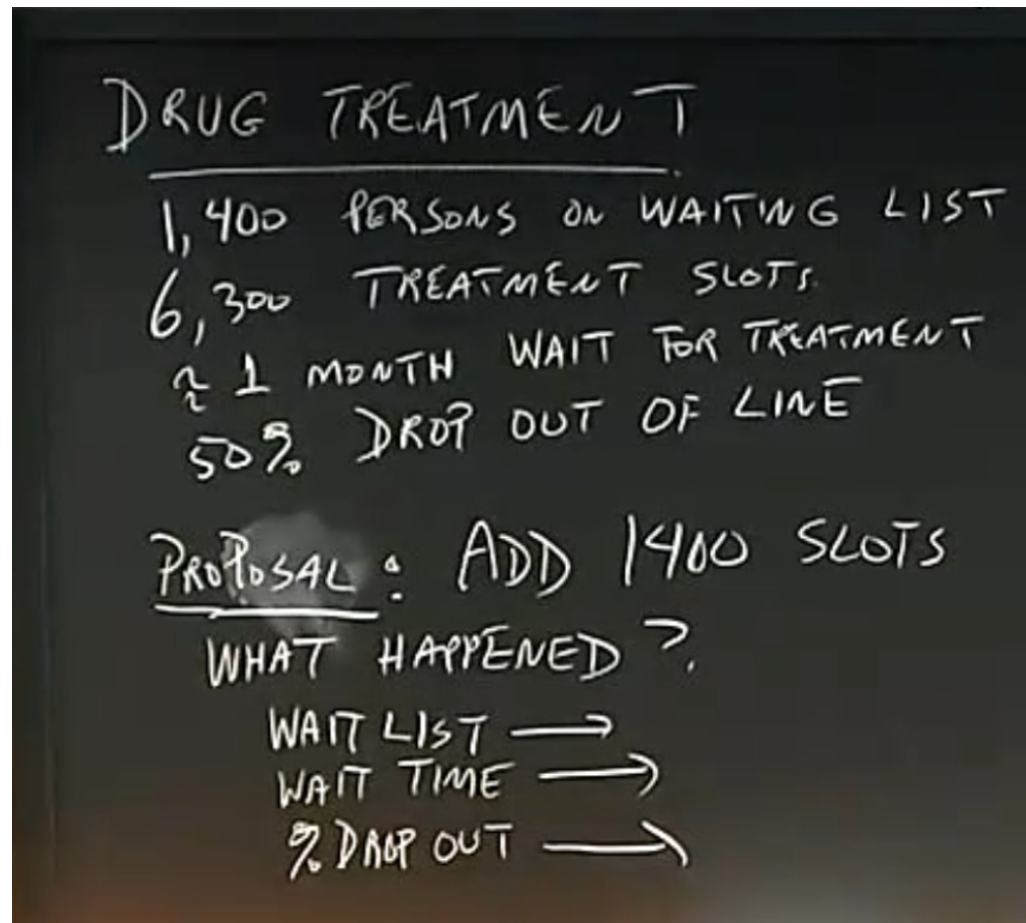 DRUG TREATMENT
1,400 PERSONS ON WAITING LIST
6,300 TREATMENT SLOTS.
≈ 1 MONTH WAIT FOR TREATMENT
50% DROP OUT OF LINE
PROPOSAL: ADD 1400 SLOTS
WHAT HAPPENED?
WAIT LIST →
WAIT TIME →
% DROP OUT →